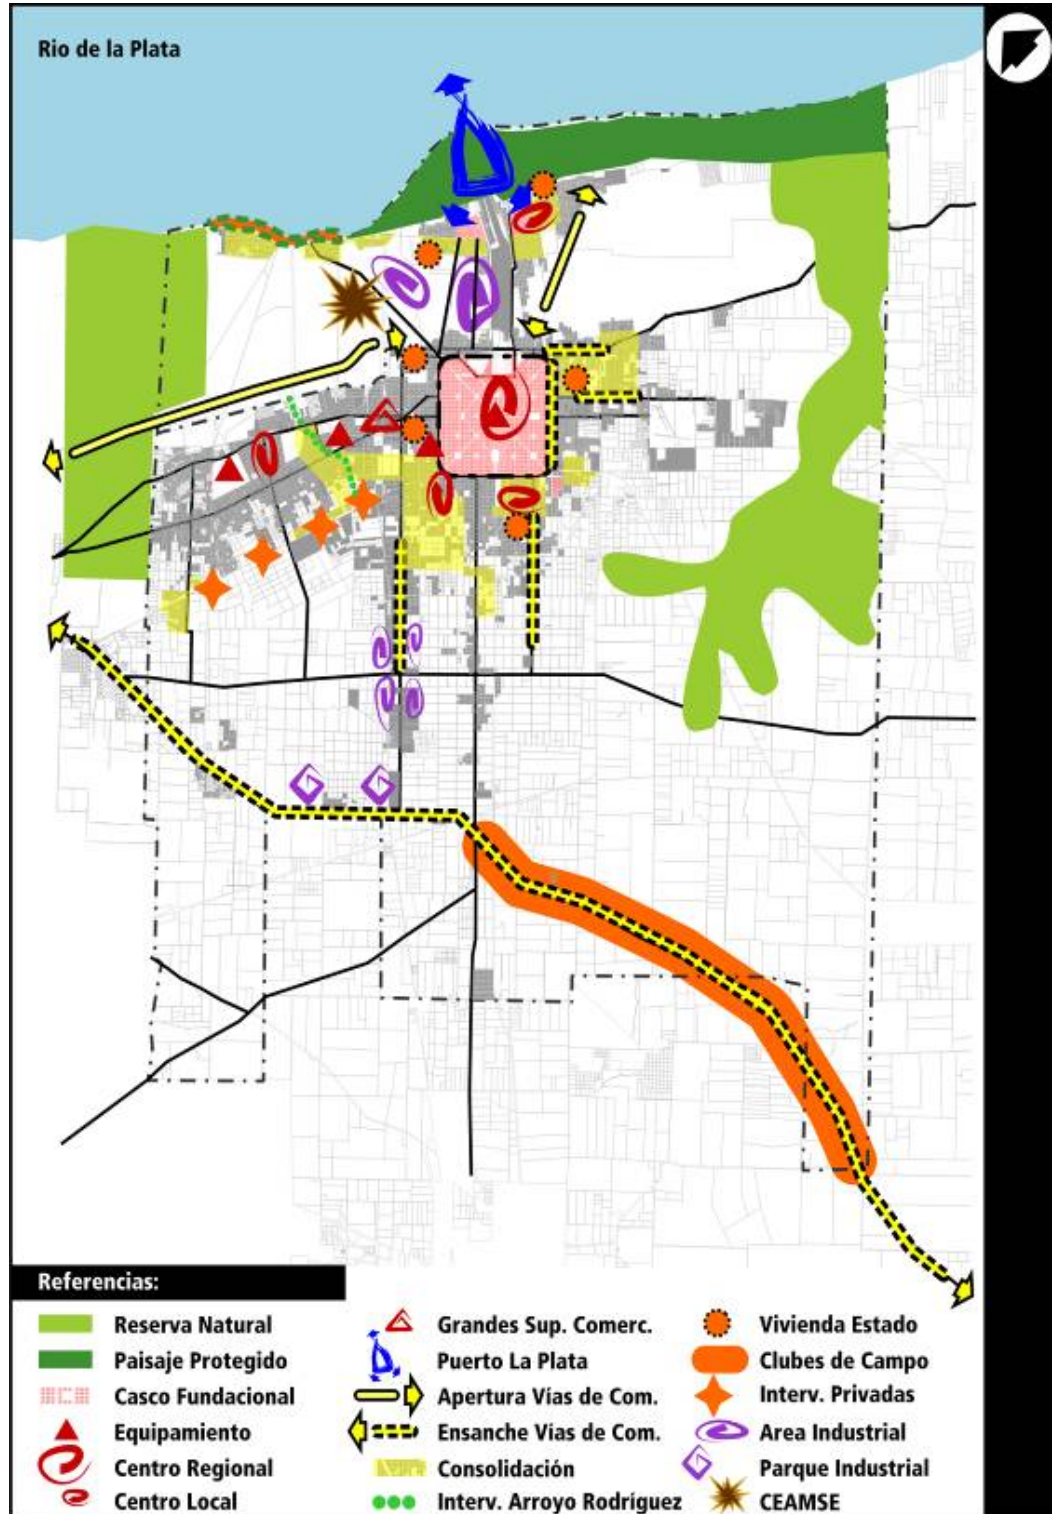 Rio de la Plata
Referencias:
Reserva Natural
Paisaje Protegido
Casco Fundacional
Equipamiento
Centro Regional
Centro Local
Grandes Sup. Comerc.
Puerto La Plata
Apertura Vías de Com.
Ensanche Vías de Com.
Consolidación
Interv. Arroyo Rodríguez
Vivienda Estado
Clubes de Campo
Interv. Privadas
Area Industrial
Parque Industrial
CEAMSE